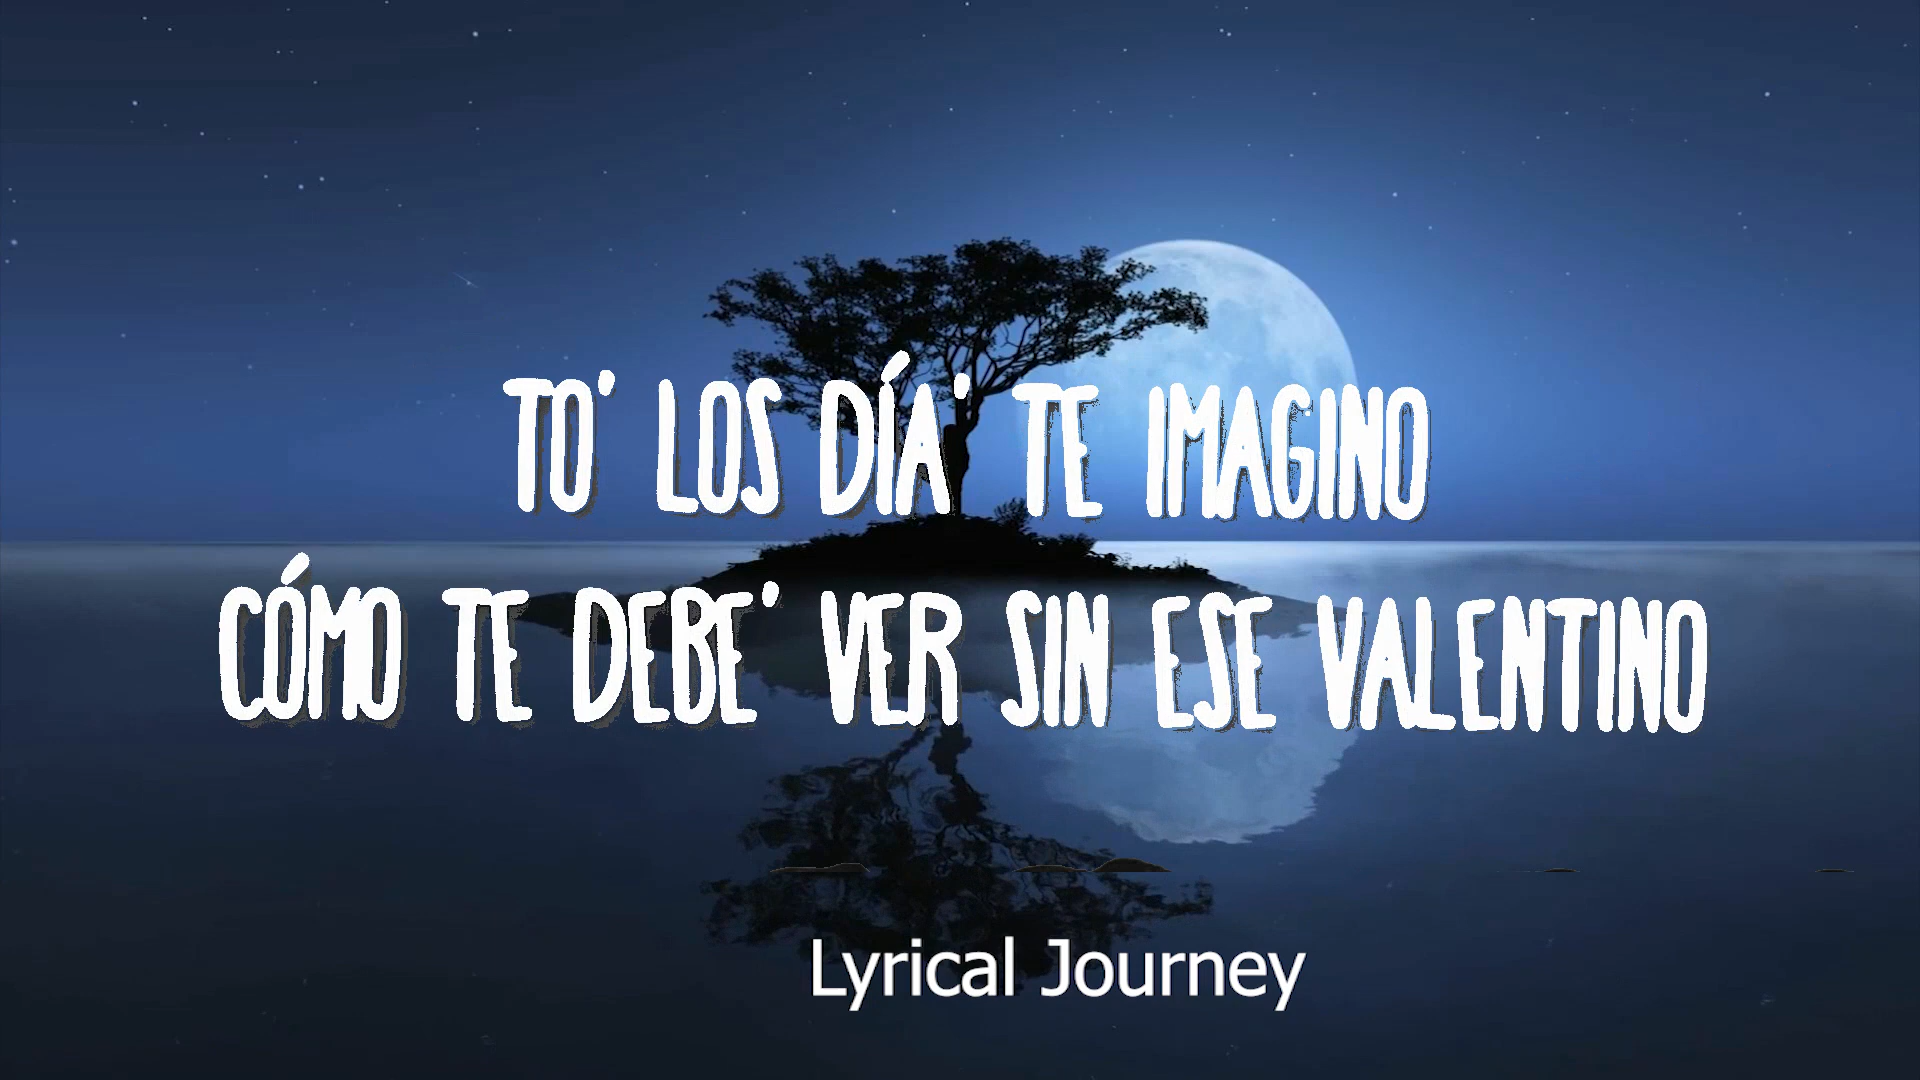 TO' LOS DÍA' TE IMAGINO
CÓMO TE DEBE' VER SIN ESE VALENTINO
Lyrical Journey